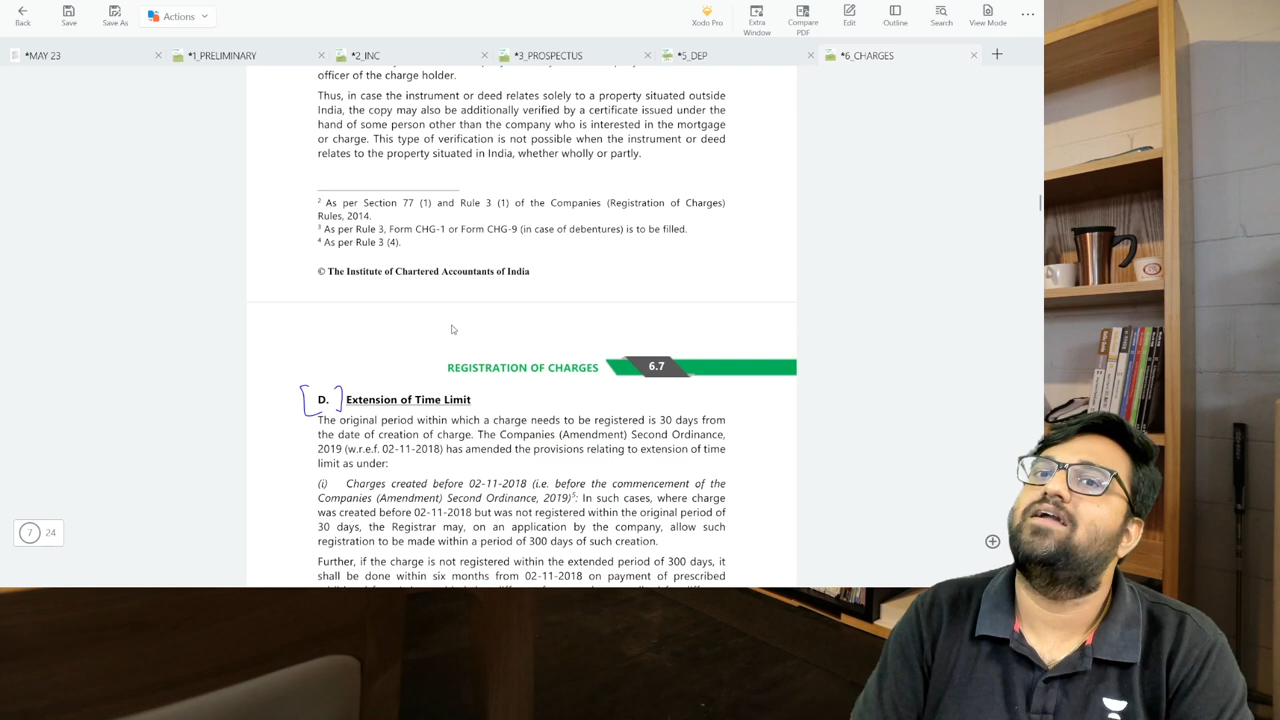 Back
Save
Save As
Actions
Xodo Pro
Extra Window
Compare PDF
Edit
Outline
Search
View Mode
*MAY 23
*1_PRELIMINARY
*2_INC
*3_PROSPECTUS
*5_DEP
*6_CHARGES
officer of the charge holder.
Thus, in case the instrument or deed relates solely to a property situated outside
India, the copy may also be additionally verified by a certificate issued under the
hand of some person other than the company who is interested in the mortgage
or charge. This type of verification is not possible when the instrument or deed
relates to the property situated in India, whether wholly or partly.
2 As per Section 77 (1) and Rule 3 (1) of the Companies (Registration of Charges)
Rules, 2014.
3 As per Rule 3, Form CHG-1 or Form CHG-9 (in case of debentures) is to be filled.
4 As per Rule 3 (4).
© The Institute of Chartered Accountants of India
REGISTRATION OF CHARGES 6.7
D. Extension of Time Limit
The original period within which a charge needs to be registered is 30 days from
the date of creation of charge. The Companies (Amendment) Second Ordinance,
2019 (w.r.e.f. 02-11-2018) has amended the provisions relating to extension of time
limit as under:
(i) Charges created before 02-11-2018 (i.e. before the commencement of the
Companies (Amendment) Second Ordinance, 2019)5: In such cases, where charge
was created before 02-11-2018 but was not registered within the original period of
30 days, the Registrar may, on an application by the company, allow such
registration to be made within a period of 300 days of such creation.
Further, if the charge is not registered within the extended period of 300 days, it
shall be done within six months from 02-11-2018 on payment of prescribed
7 24